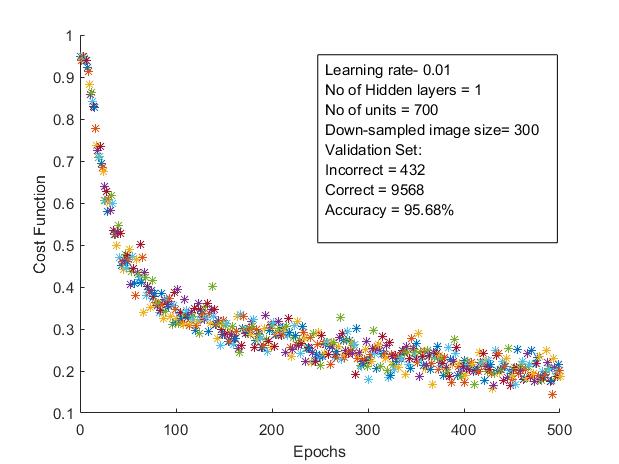 1
0.9
0.8
0.7
0.6
0.5
0.4
0.3
0.2
0.1
Cost Function
0
100
200
300
400
500
Epochs
Learning rate- 0.01
No of Hidden layers = 1
No of units = 700
Down-sampled image size= 300
Validation Set:
Incorrect = 432
Correct = 9568
Accuracy = 95.68%